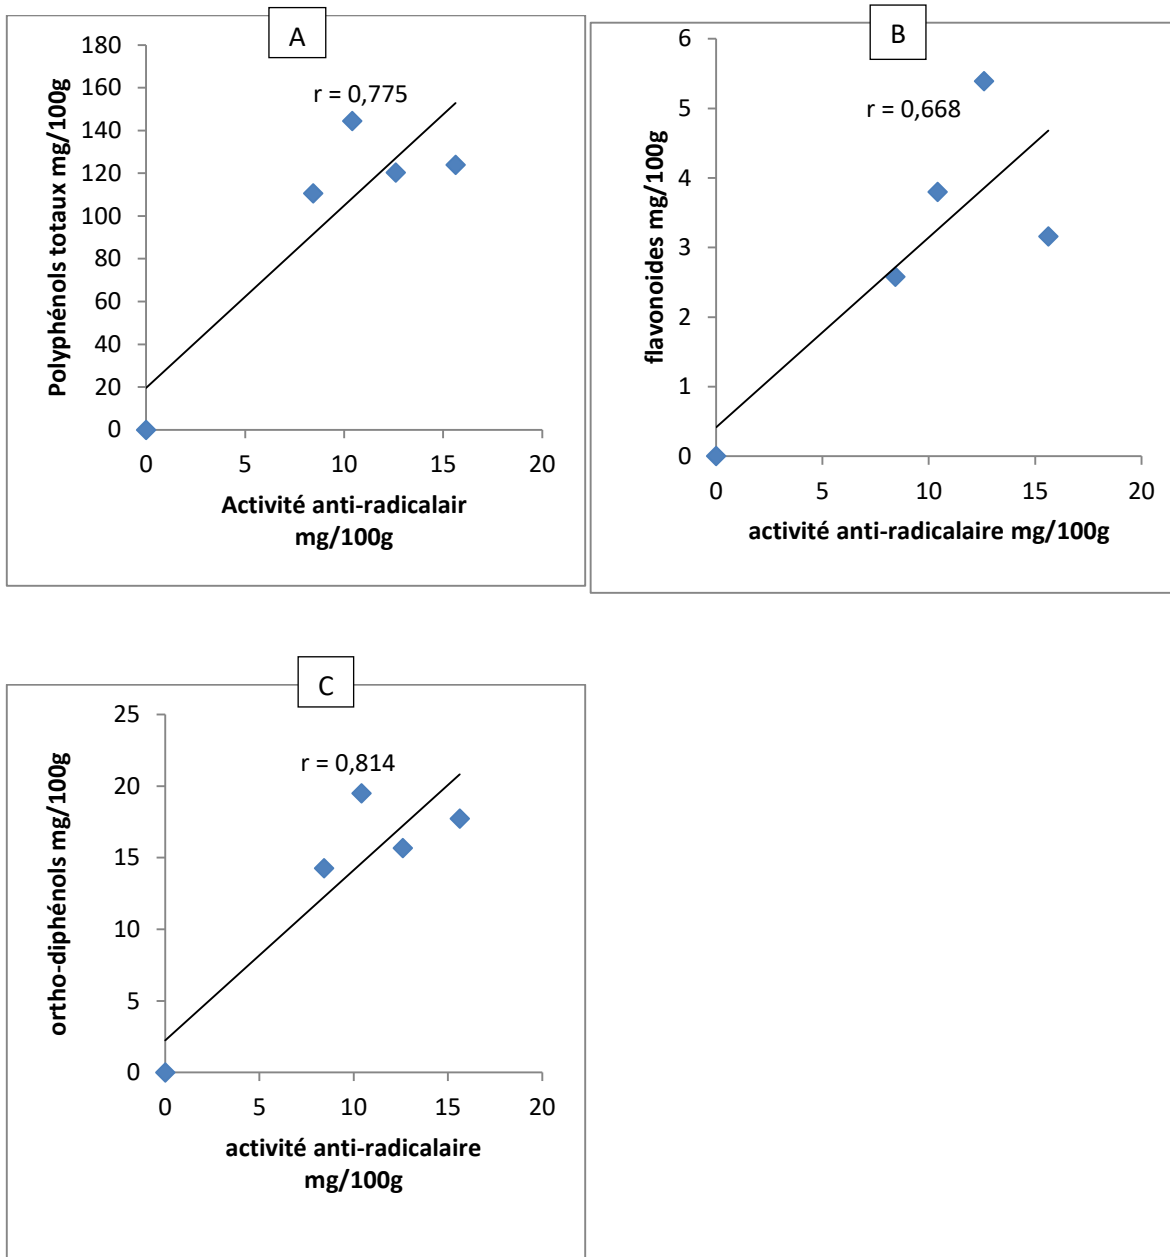 A
r = 0,775
Polyphénols totaux mg/100g
180
160
140
120
100
80
60
40
20
0
0 5 10 15 20
Activité anti-radicalair
mg/100g
B
r = 0,668
flavonoides mg/100g
6
5
4
3
2
1
0
0 5 10 15 20
activité anti-radicalaire mg/100g
C
r = 0,814
ortho-diphénols mg/100g
25
20
15
10
5
0
0 5 10 15 20
activité anti-radicalaire
mg/100g